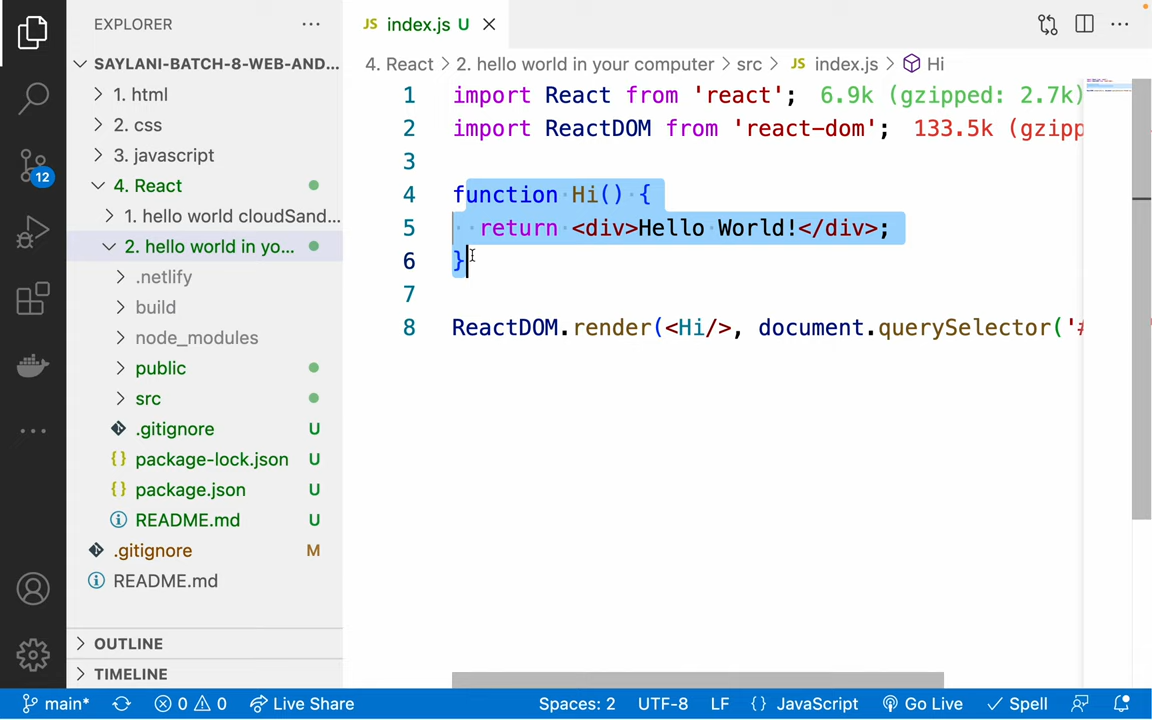 EXPLORER
SAYLANI-BATCH-8-WEB-AND...
1. html
2. css
3. javascript
4. React
1. hello world cloudSand...
2. hello world in yo...
.netlify
build
node_modules
public
src
.gitignore U
package-lock.json U
package.json U
README.md U
.gitignore M
README.md
OUTLINE
TIMELINE
12
JS index.js U
4. React > 2. hello world in your computer > src > JS index.js > Hi
1 import React from 'react'; 6.9k (gzipped: 2.7k)
2 import ReactDOM from 'react-dom'; 133.5k (gzipp
3
4 function Hi() {
5 return <div>Hello World!</div>;
6 }
7
8 ReactDOM.render(<Hi/>, document.querySelector('#
main* 0 0 Live Share Spaces: 2 UTF-8 LF {} JavaScript Go Live Spell